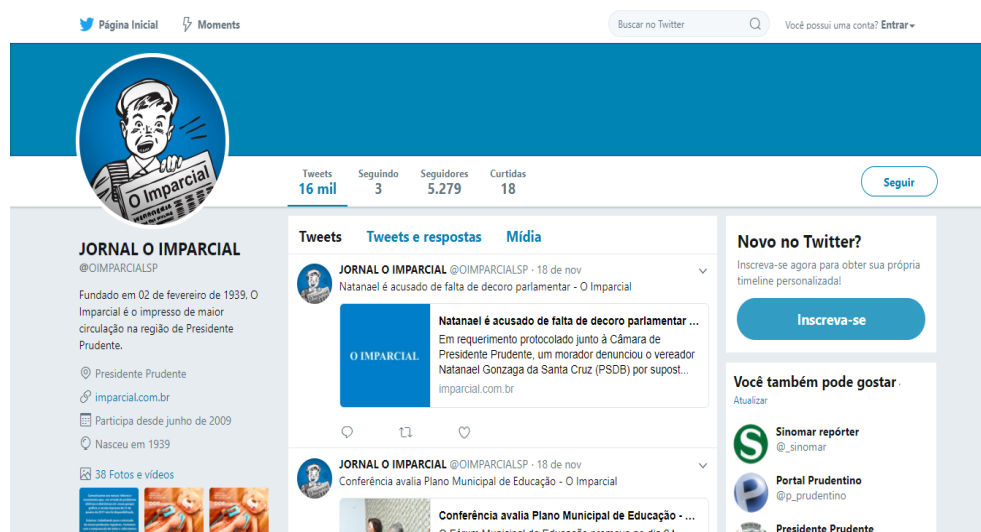 Página Inicial
Moments
Buscar no Twitter
Você possui uma conta? Entrar
O Imparcial
Tweets
16 mil
Seguindo
3
Seguidores
5.279
Curtidas
18
Seguir
JORNAL O IMPARCIAL
@OIMPARCIALSP
Fundado em 02 de fevereiro de 1939, O
Imparcial é o impresso de maior
circulação na região de Presidente
Prudente.
Presidente Prudente
imparcial.com.br
Participa desde junho de 2009
Nasceu em 1939
38 Fotos e vídeos
Tweets
Tweets e respostas
Mídia
JORNAL O IMPARCIAL @OIMPARCIALSP · 18 de nov
Natanael é acusado de falta de decoro parlamentar - O Imparcial
O IMPARCIAL
Natanael é acusado de falta de decoro parlamentar ...
Em requerimento protocolado junto à Câmara de
Presidente Prudente, um morador denunciou o vereador
Natanael Gonzaga da Santa Cruz (PSDB) por supost...
imparcial.com.br
JORNAL O IMPARCIAL @OIMPARCIALSP · 18 de nov
Conferência avalia Plano Municipal de Educação - O Imparcial
Conferência avalia Plano Municipal de Educação - ...
Novo no Twitter?
Inscreva-se agora para obter sua própria
timeline personalizada!
Inscreva-se
Você também pode gostar ·
Atualizar
Sinomar repórter
@_sinomar
Portal Prudentino
@p_prudentino
Presidente Prudente